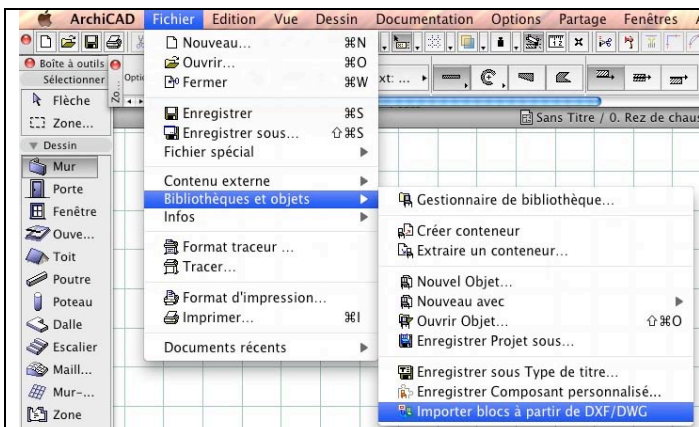 ArchiCAD Fichier Edition Vue Dessin Documentation Options Partage Fenêtres
Boîte à outils
Sélectionner
Flèche
Zone...
Dessin
Mur
Porte
Fenêtre
Ouve...
Toit
Poutre
Poteau
Dalle
Escalier
Maill...
Mur-...
Zone
Nouveau... ⌘N
Ouvrir... ⌘O
Fermer ⌘W
Enregistrer ⌘S
Enregistrer sous... ⇧⌘S
Fichier spécial
Contenu externe
Bibliothèques et objets
Infos
Format traceur ...
Tracer...
Format d'impression...
Imprimer... ⌘I
Documents récents
Sans Titre / 0. Rez de chaus
Gestionnaire de bibliothèque...
Créer conteneur
Extraire un conteneur...
Nouvel Objet...
Nouveau avec
Ouvrir Objet... ⇧⌘O
Enregistrer Projet sous...
Enregistrer sous Type de titre...
Enregistrer Composant personnalisé...
Importer blocs à partir de DXF/DWG